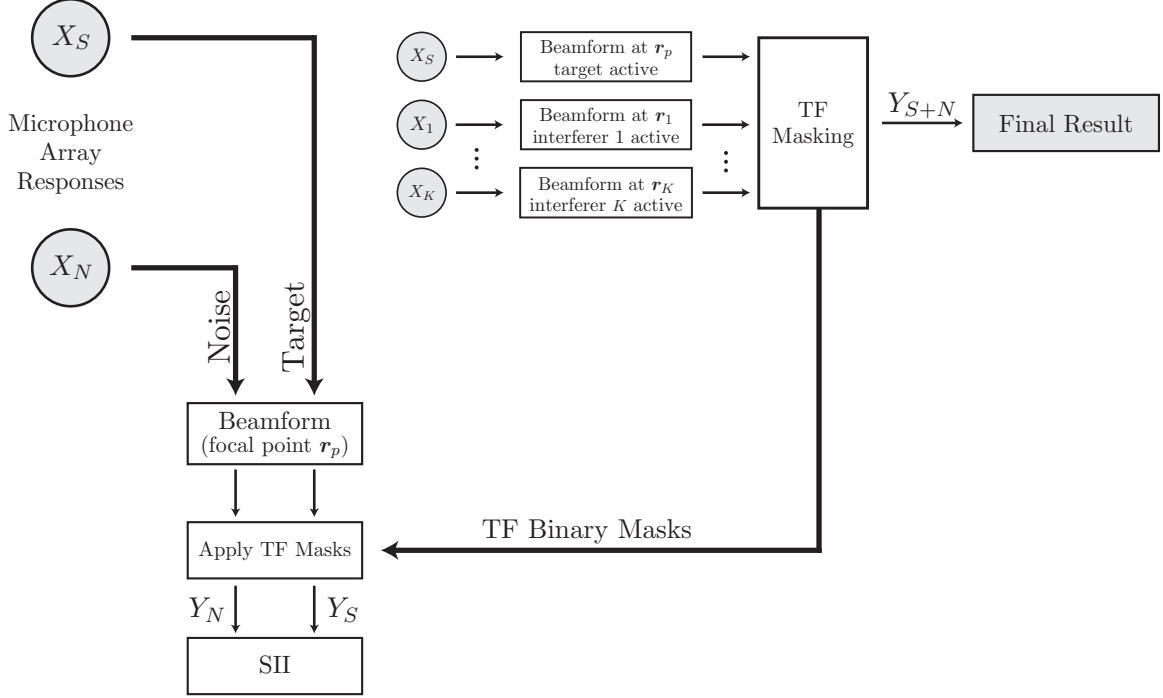 X_S
Microphone
Array
Responses
X_N
Noise
Target
Beamform
(focal point r_p)
Apply TF Masks
Y_N
Y_S
SII
X_S
Beamform at r_p
target active
X_1
Beamform at r_1
interferer 1 active
X_K
Beamform at r_K
interferer K active
TF
Masking
Y_{S+N}
Final Result
TF Binary Masks